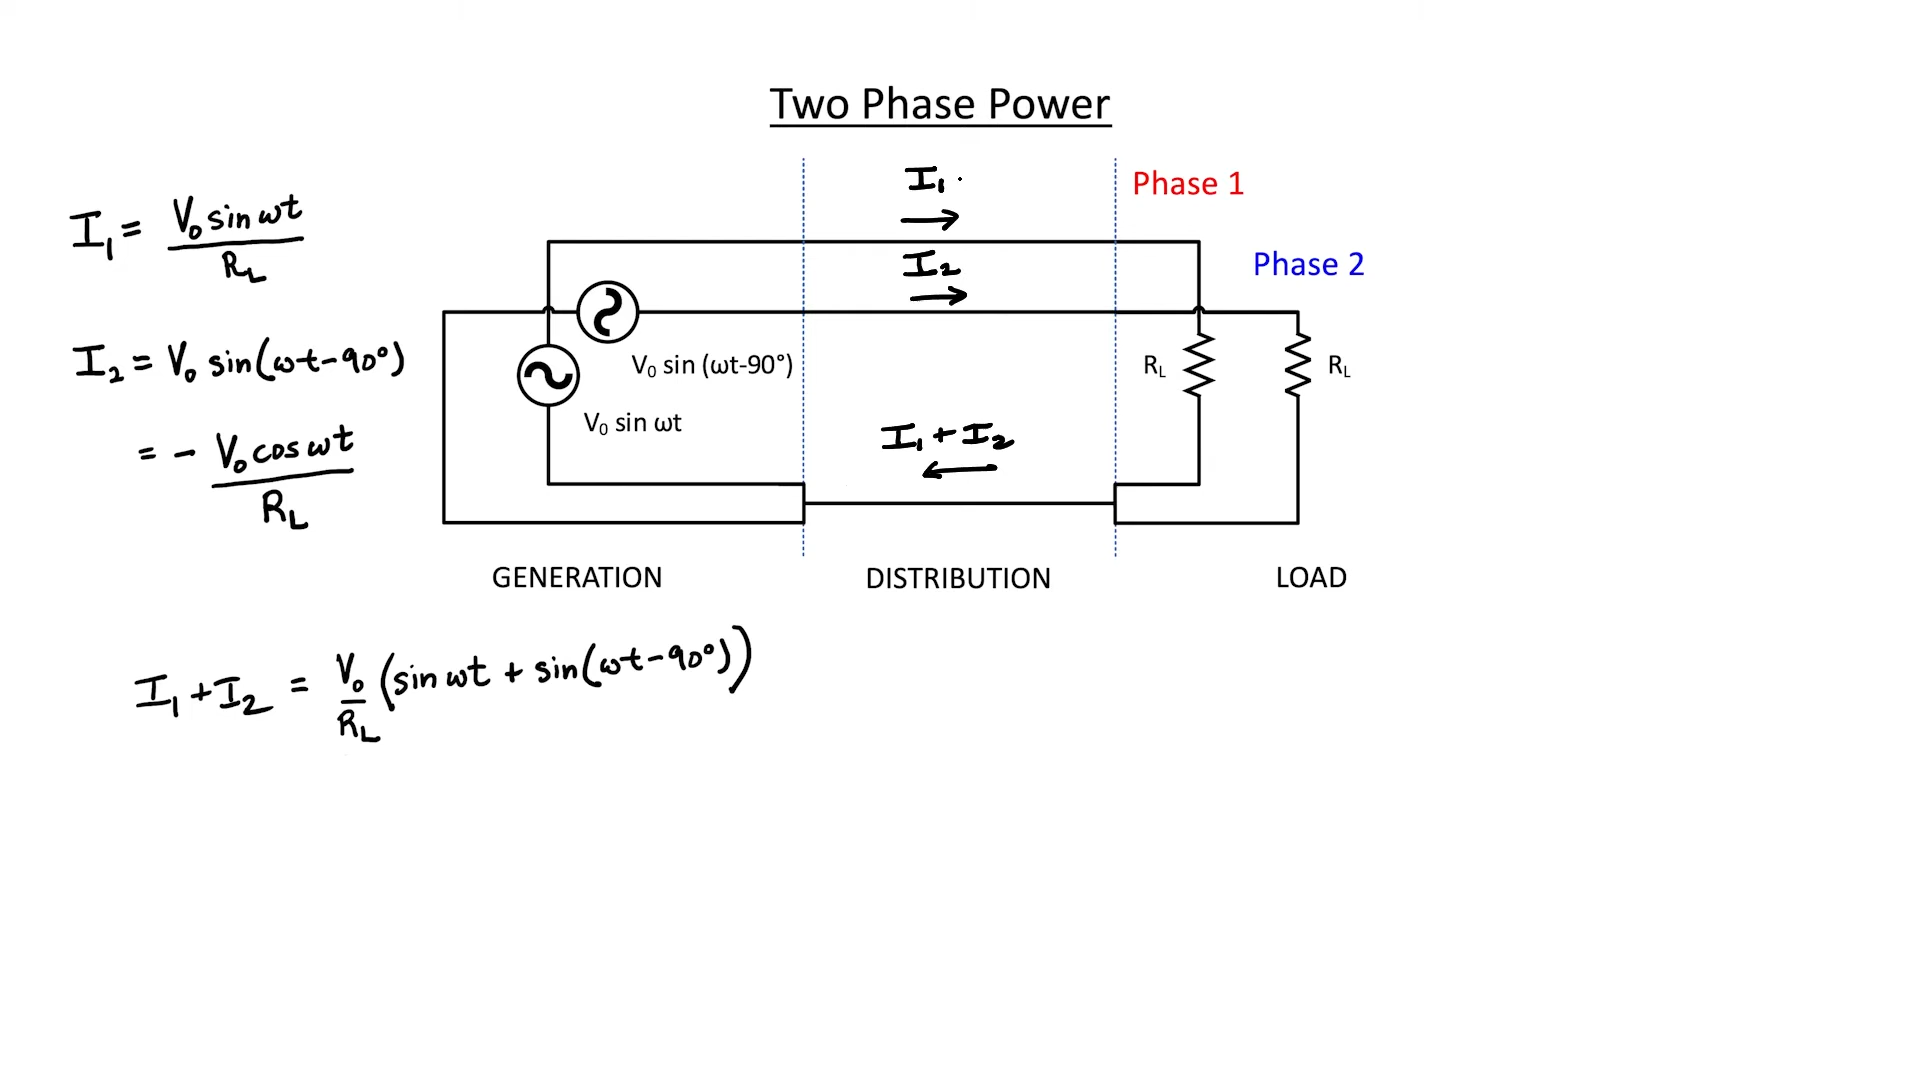 Two Phase Power
I₁ = V₀ sin ωt / R_L
I₂ = V₀ sin(ωt-90°)
= - V₀ cos ωt / R_L
I₁
I₂
Phase 1
Phase 2
V₀ sin (ωt-90°)
V₀ sin ωt
R_L
R_L
I₁ + I₂
GENERATION
DISTRIBUTION
LOAD
I₁ + I₂ = V₀ / R_L (sin ωt + sin(ωt-90°))